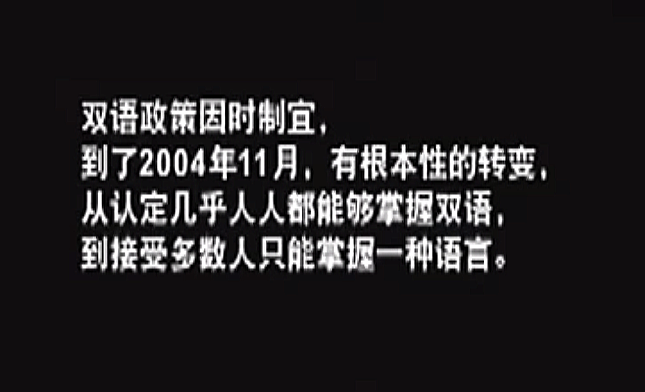 双语政策因时制宜，
到了2004年11月，有根本性的转变，
从认定几乎人人都能够掌握双语，
到接受多数人只能掌握一种语言。